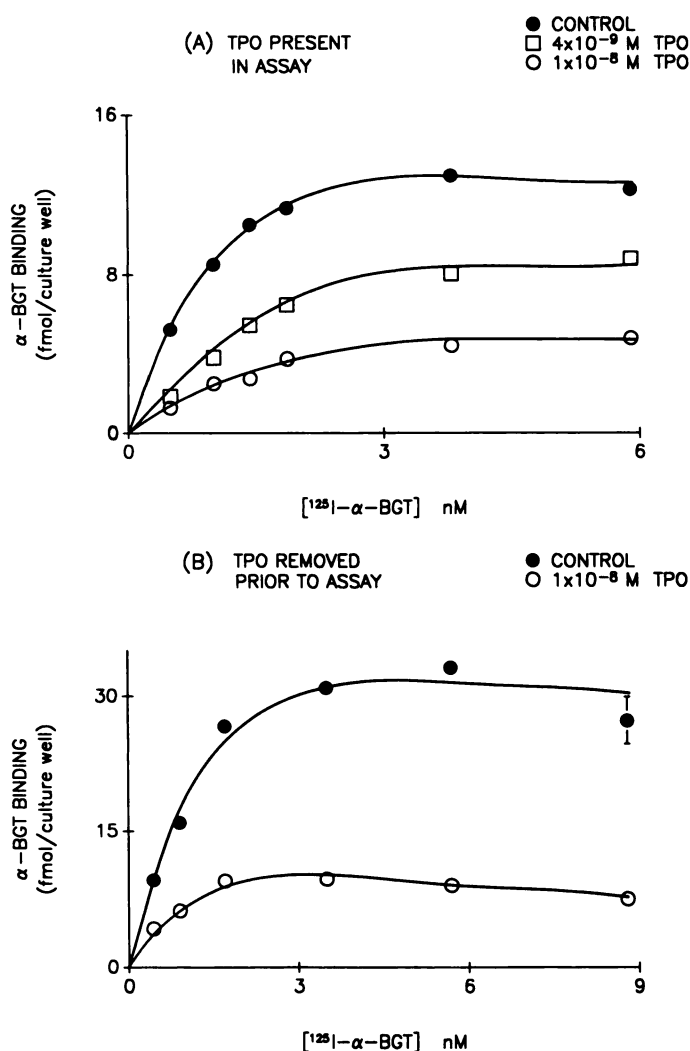 (A) TPO PRESENT
IN ASSAY
● CONTROL
□ 4x10⁻⁹ M TPO
○ 1x10⁻⁸ M TPO
16
8
0
α-BGT BINDING
(fmol/culture well)
0 3 6
[¹²⁵I-α-BGT] nM
(B) TPO REMOVED
PRIOR TO ASSAY
● CONTROL
○ 1x10⁻⁸ M TPO
30
15
0
α-BGT BINDING
(fmol/culture well)
0 3 6 9
[¹²⁵I-α-BGT] nM